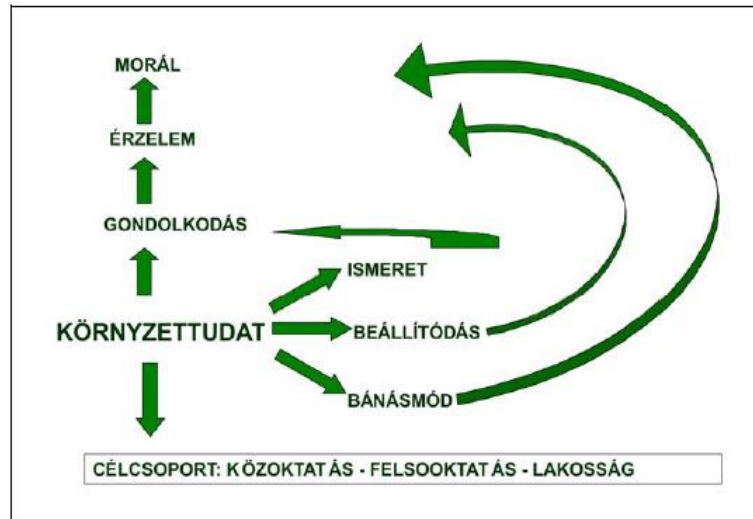 MORÁL
ÉRZELEM
GONDOLKODÁS
ISMERET
KÖRNYZETTUDAT
BEÁLLÍTÓDÁS
BÁNÁSMÓD
CÉLCSOPORT: KÖZOKTATÁS - FELSOOKTATÁS - LAKOSSÁG